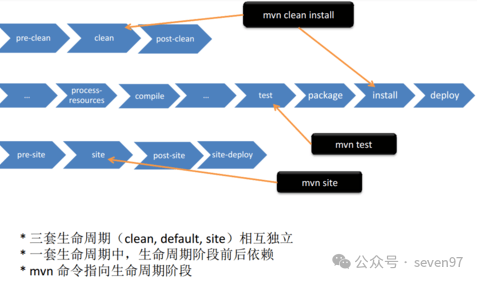 mvn clean install
pre-clean
clean
post-clean
...
process-
resources
compile
...
test
package
install
deploy
mvn test
pre-site
site
post-site
site-deploy
mvn site
* 三套生命周期（clean, default, site）相互独立
* 一套生命周期中，生命周期阶段前后依赖
* mvn 命令指向生命周期阶段
公众号 · seven97